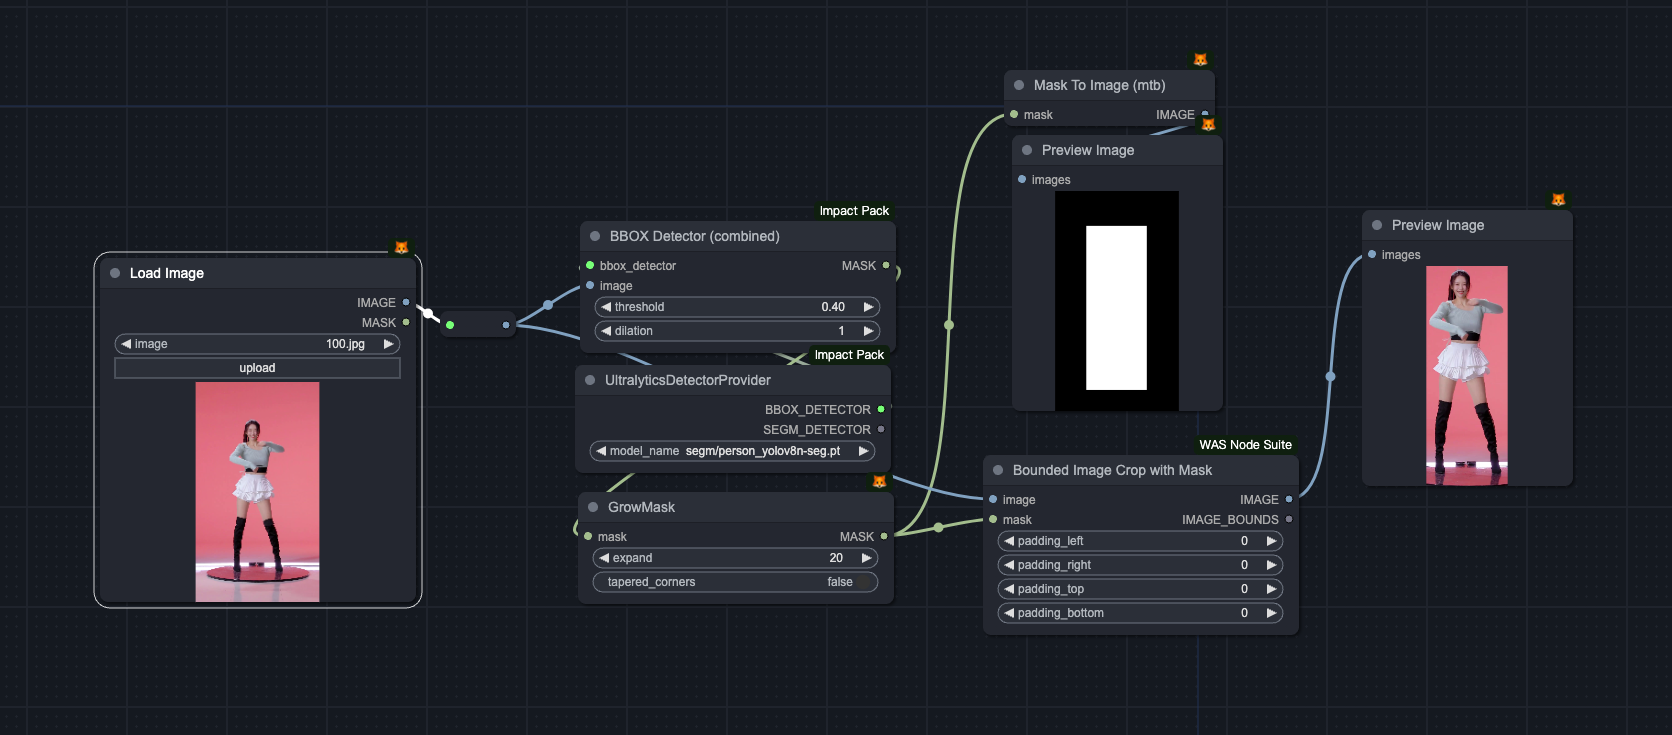 Load Image
IMAGE
MASK
image 100.jpg
upload
Impact Pack
BBOX Detector (combined)
bbox_detector MASK
image
threshold 0.40
dilation 1
Impact Pack
UltralyticsDetectorProvider
BBOX_DETECTOR
SEGM_DETECTOR
model_name segm/person_yolov8n-seg.pt
GrowMask
mask MASK
expand 20
tapered_corners false
Mask To Image (mtb)
mask IMAGE
Preview Image
images
WAS Node Suite
Bounded Image Crop with Mask
image IMAGE
mask IMAGE_BOUNDS
padding_left 0
padding_right 0
padding_top 0
padding_bottom 0
Preview Image
images